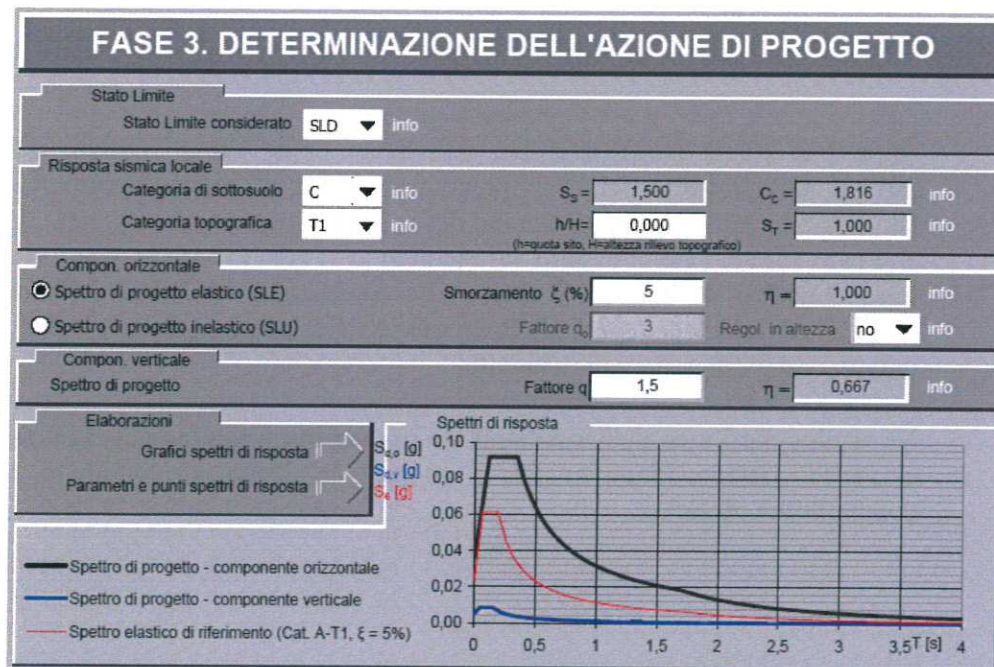 FASE 3. DETERMINAZIONE DELL'AZIONE DI PROGETTO
Stato Limite
Stato Limite considerato SLD info
Risposta sismica locale
Categoria di sottosuolo C info S_S = 1,500 C_C = 1,816 info
Categoria topografica T1 info h/H= 0,000 S_T = 1,000 info
(h=quota sito, H=altezza rilievo topografico)
Compon. orizzontale
Spettro di progetto elastico (SLE) Smorzamento ξ (%) 5 η = 1,000 info
Spettro di progetto inelastico (SLU) Fattore q_o 3 Regol. in altezza no info
Compon. verticale
Spettro di progetto Fattore q 1,5 η = 0,667 info
Elaborazioni
Grafici spettri di risposta
Parametri e punti spettri di risposta
Spettri di risposta
S_d,o [g]
S_d,v [g]
S_e [g]
0,10
0,08
0,06
0,04
0,02
0,00
0 0,5 1 1,5 2 2,5 3 3,5 T [s] 4
Spettro di progetto - componente orizzontale
Spettro di progetto - componente verticale
Spettro elastico di riferimento (Cat. A-T1, ξ = 5%)